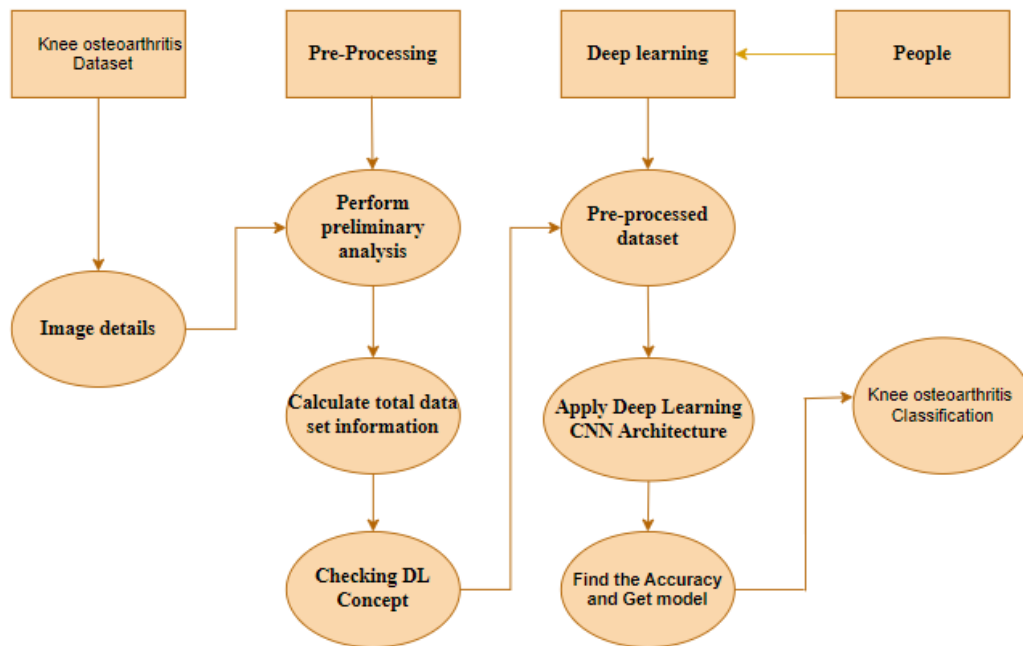 Knee osteoarthritis
Dataset
Pre-Processing
Deep learning
People
Perform
preliminary
analysis
Pre-processed
dataset
Image details
Calculate total data
set information
Apply Deep Learning
CNN Architecture
Knee osteoarthritis
Classification
Checking DL
Concept
Find the Accuracy
and Get model